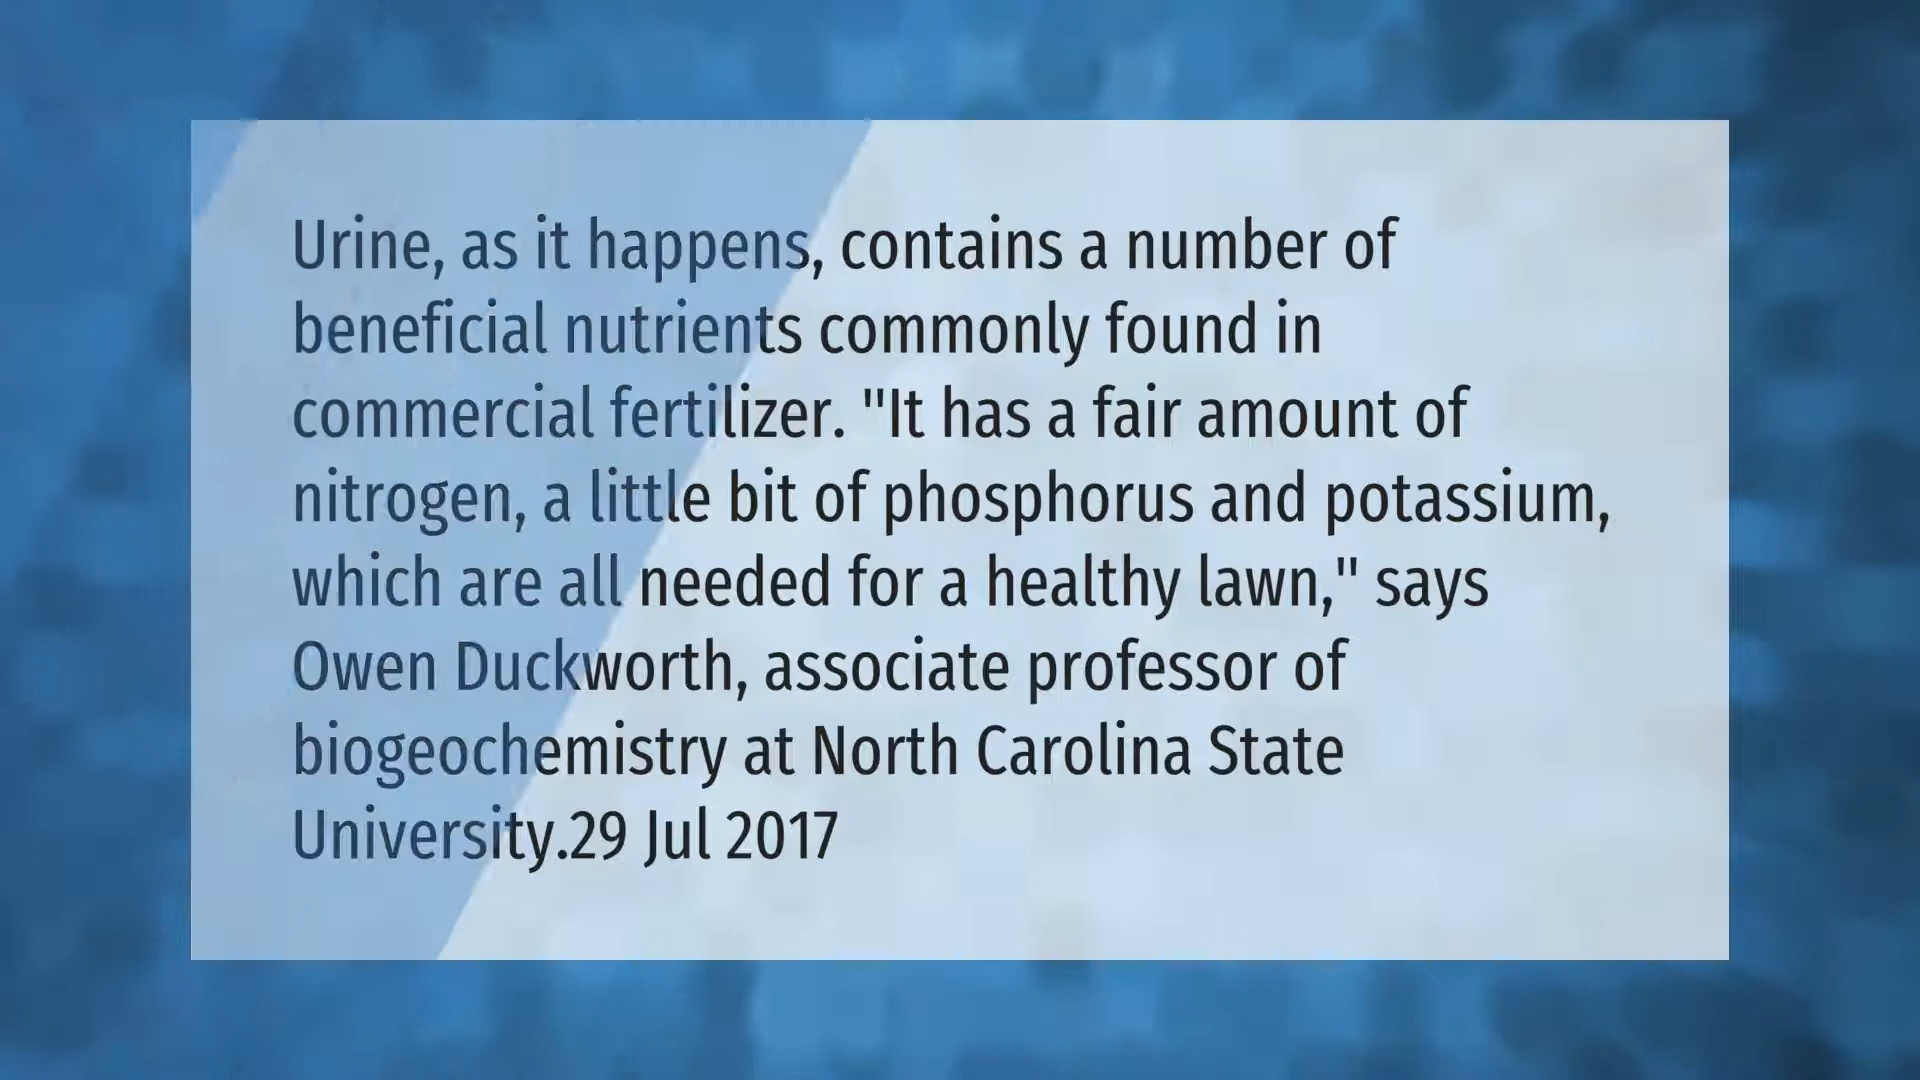 Urine, as it happens, contains a number of
beneficial nutrients commonly found in
commercial fertilizer. "It has a fair amount of
nitrogen, a little bit of phosphorus and potassium,
which are all needed for a healthy lawn," says
Owen Duckworth, associate professor of
biogeochemistry at North Carolina State
University.29 Jul 2017